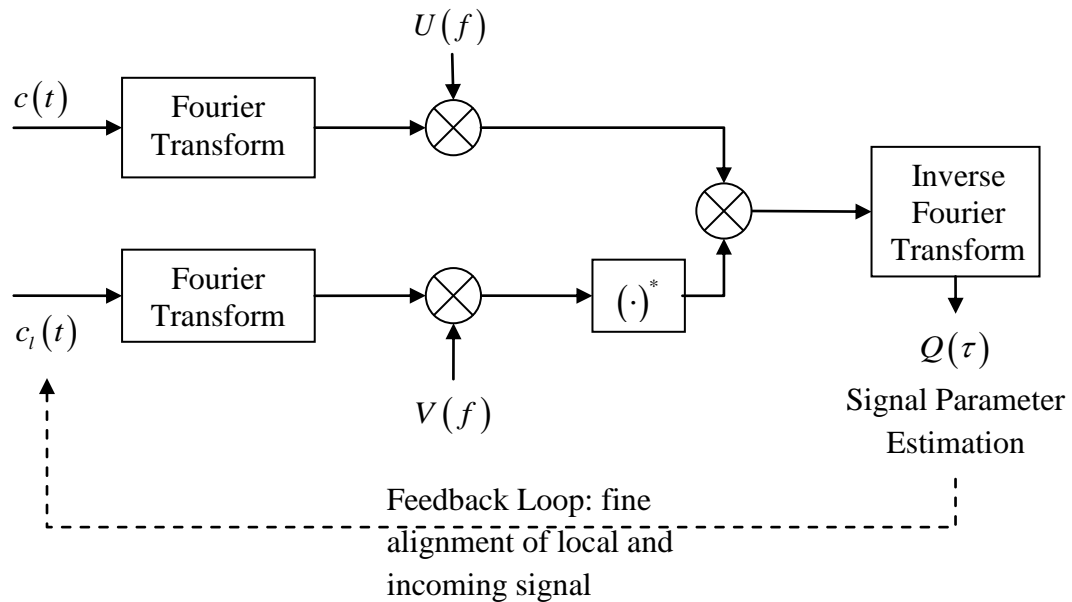 U(f)
c(t)
Fourier
Transform
Inverse
Fourier
Transform
Fourier
Transform
(·)*
c_l(t)
V(f)
Q(τ)
Signal Parameter
Estimation
Feedback Loop: fine
alignment of local and
incoming signal